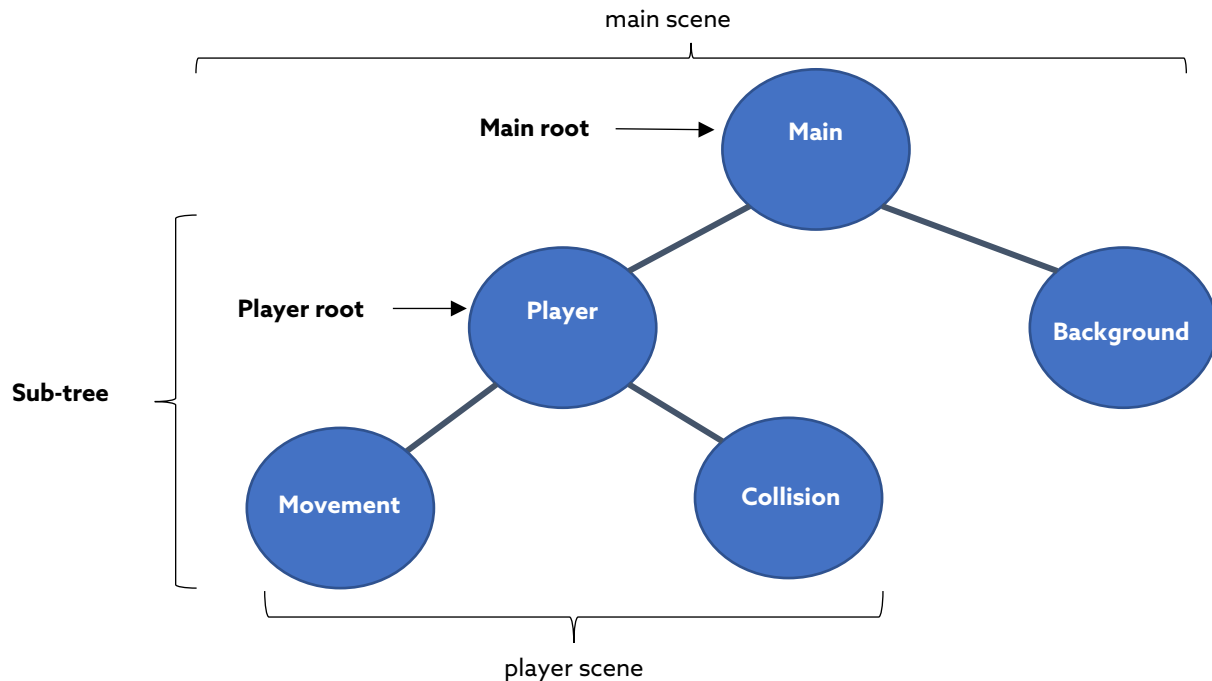 main scene
Main root
Main
Player root
Player
Background
Sub-tree
Movement
Collision
player scene